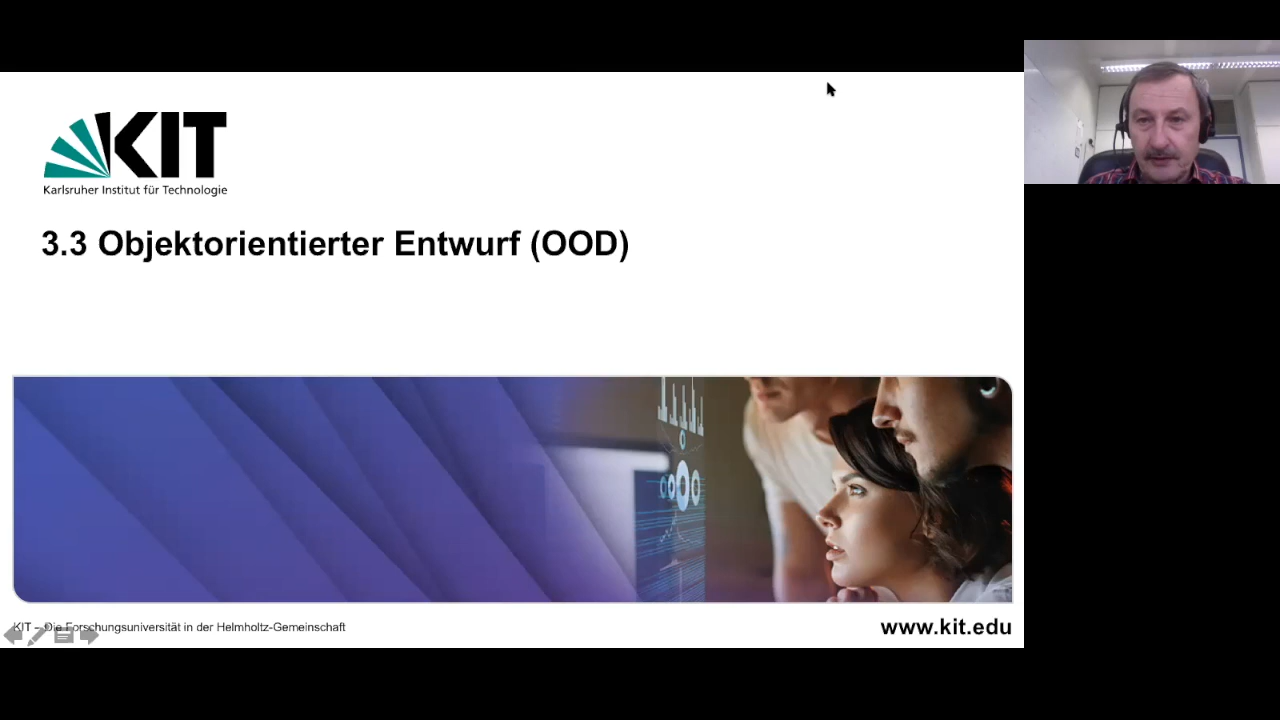 KIT
Karlsruher Institut für Technologie
3.3 Objektorientierter Entwurf (OOD)
KIT – Die Forschungsuniversität in der Helmholtz-Gemeinschaft
www.kit.edu